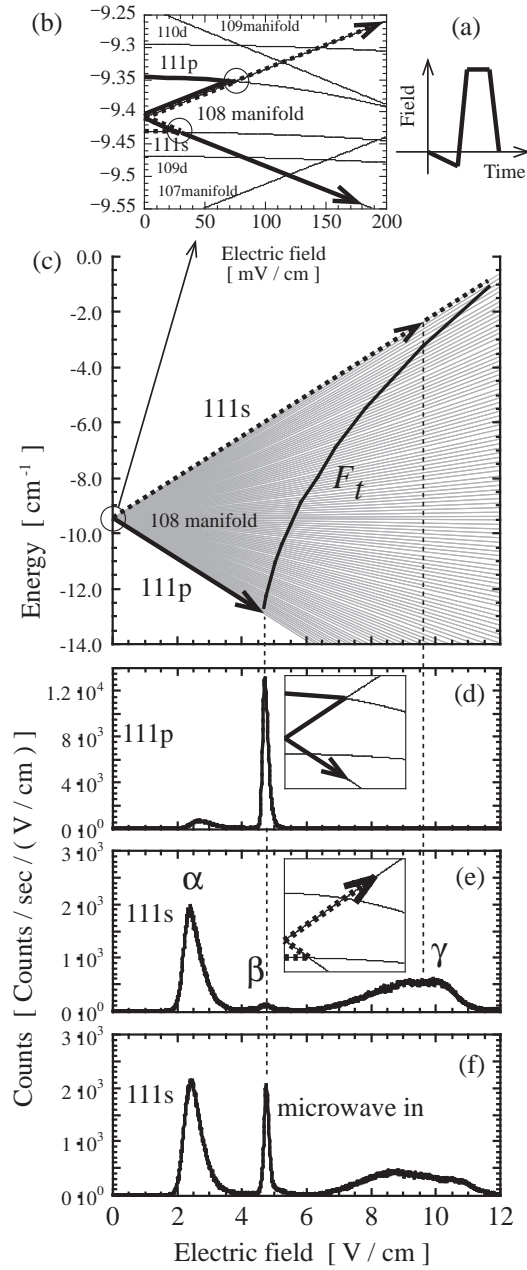 (b)
−9.25
−9.3
−9.35
−9.4
−9.45
−9.5
−9.55
110d
109manifold
111p
108 manifold
111s
109d
107manifold
0
50
100
150
200
Electric field
[ mV / cm ]
(a)
Field
Time
(c)
0.0
-2.0
-4.0
-6.0
-8.0
-10.0
-12.0
-14.0
Energy [ cm-1 ]
111s
108 manifold
111p
Ft
(d)
1.2 10⁴
8 10³
4 10³
0 10⁰
111p
(e)
3 10³
2 10³
1 10³
0 10⁰
111s
α
β
γ
(f)
3 10³
2 10³
1 10³
0 10⁰
111s
microwave in
Counts [ Counts / sec / ( V / cm ) ]
0
2
4
6
8
10
12
Electric field [ V / cm ]